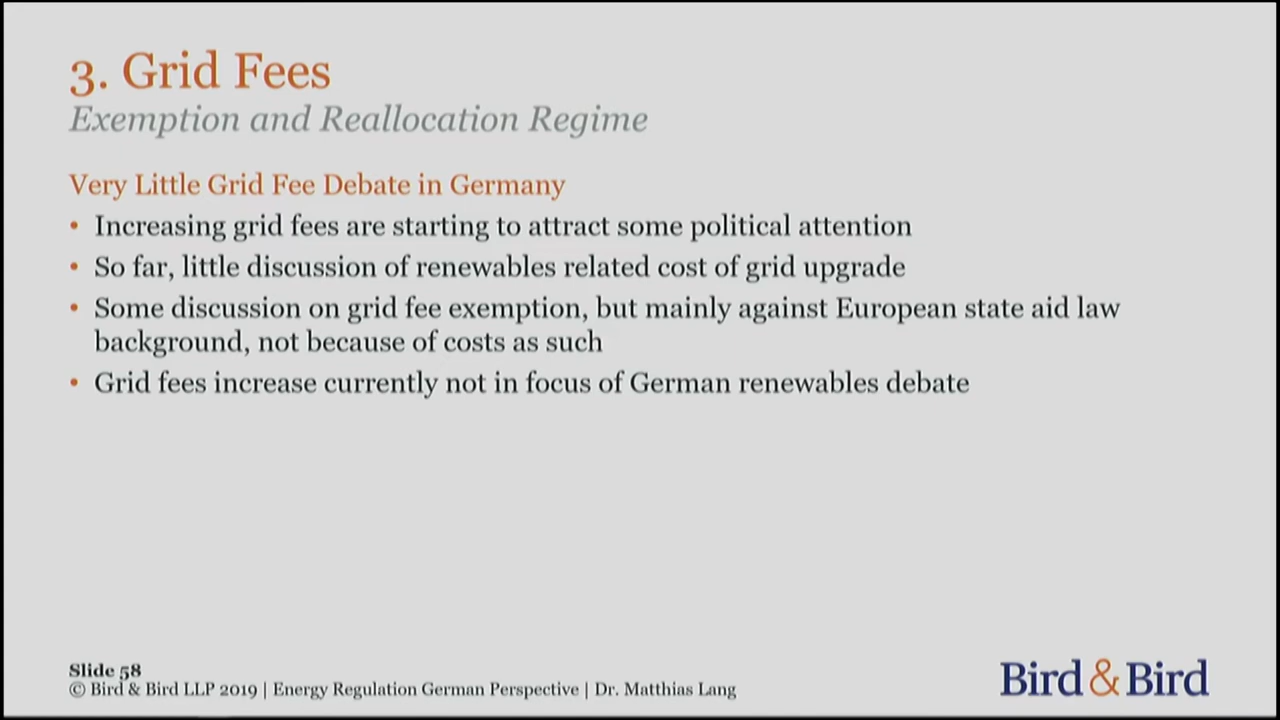 3. Grid Fees
Exemption and Reallocation Regime
Very Little Grid Fee Debate in Germany
• Increasing grid fees are starting to attract some political attention
• So far, little discussion of renewables related cost of grid upgrade
• Some discussion on grid fee exemption, but mainly against European state aid law
background, not because of costs as such
• Grid fees increase currently not in focus of German renewables debate
Slide 58
© Bird & Bird LLP 2019 | Energy Regulation German Perspective | Dr. Matthias Lang
Bird & Bird